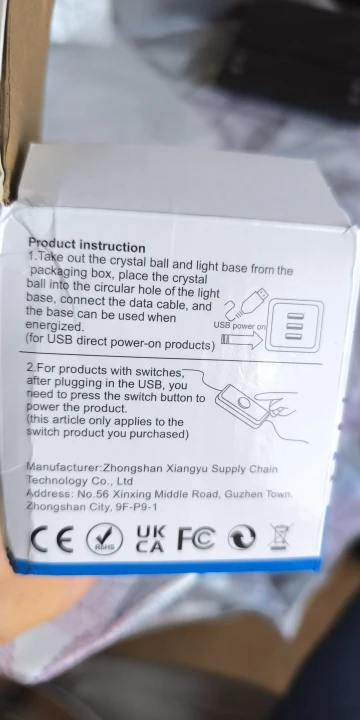 Product instruction
1.Take out the crystal ball and light base from the
packaging box, place the crystal
ball into the circular hole of the light
base, connect the data cable, and
the base can be used when
energized.
USB power on
(for USB direct power-on products)
2.For products with switches,
after plugging in the USB, you
need to press the switch button to
power the product.
(this article only applies to the
switch product you purchased)
Manufacturer:Zhongshan Xiangyu Supply Chain
Technology Co., Ltd
Address: No.56 Xinxing Middle Road, Guzhen Town,
Zhongshan City, 9F-P9-1
CE RoHS UK CA FC